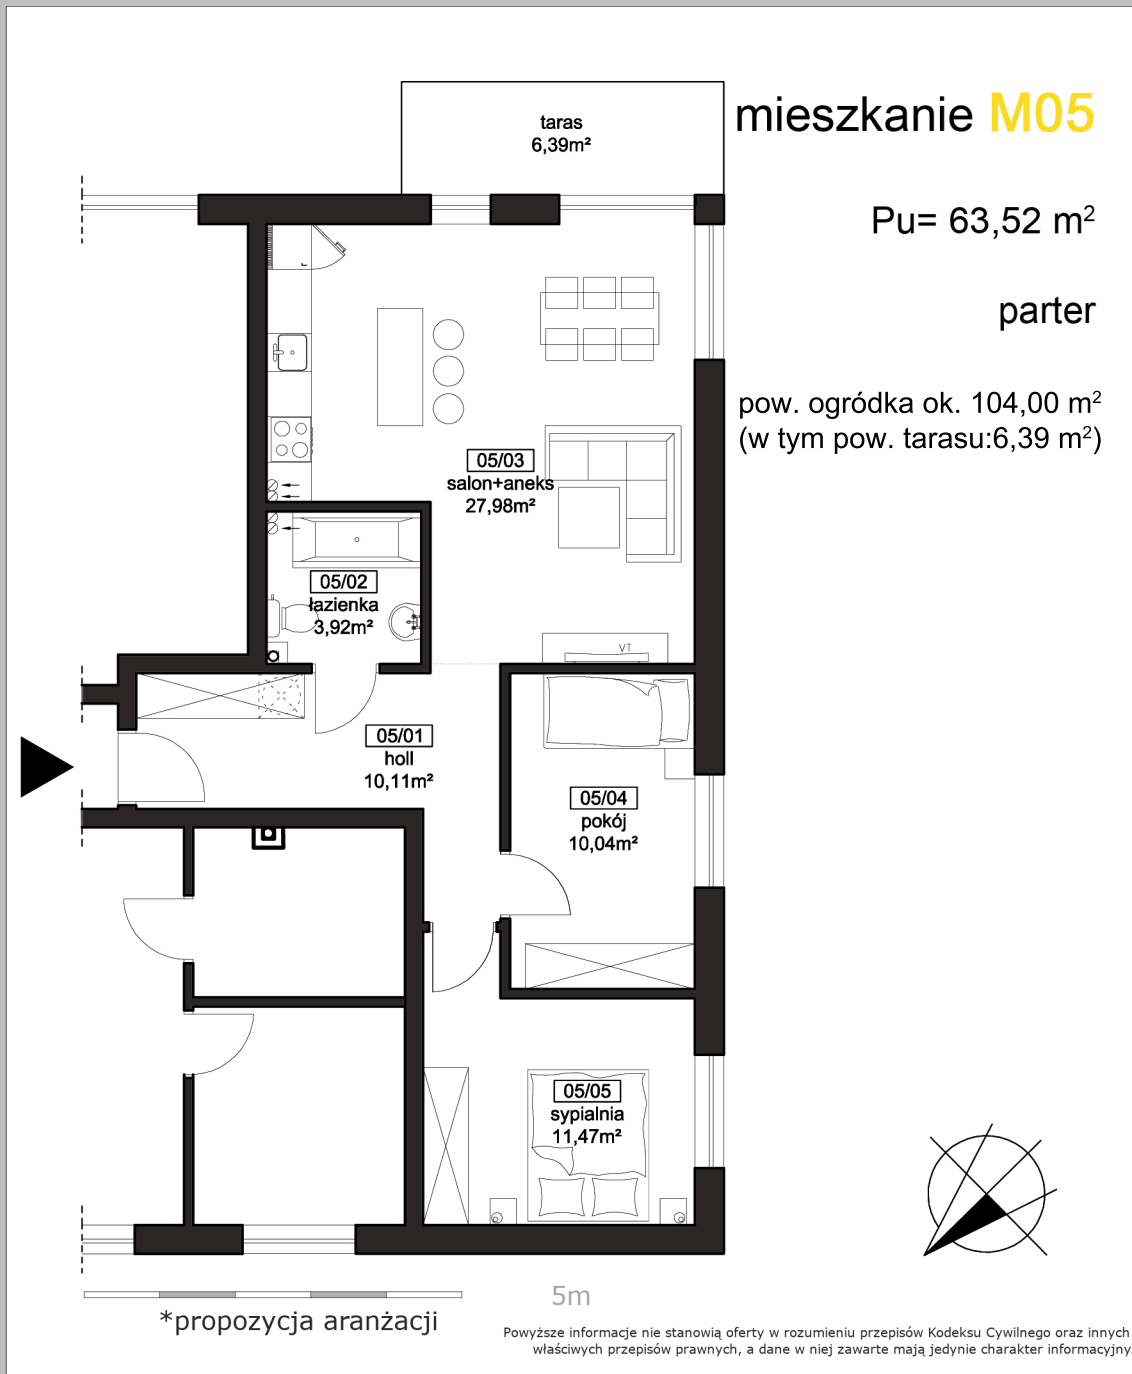 taras
6,39m²
mieszkanie M05
Pu= 63,52 m²
parter
pow. ogródka ok. 104,00 m²
(w tym pow. tarasu:6,39 m²)
05/03
salon+aneks
27,98m²
05/02
łazienka
3,92m²
VT
05/01
holl
10,11m²
05/04
pokój
10,04m²
05/05
sypialnia
11,47m²
5m
*propozycja aranżacji
Powyższe informacje nie stanowią oferty w rozumieniu przepisów Kodeksu Cywilnego oraz innych
właściwych przepisów prawnych, a dane w niej zawarte mają jedynie charakter informacyjny.